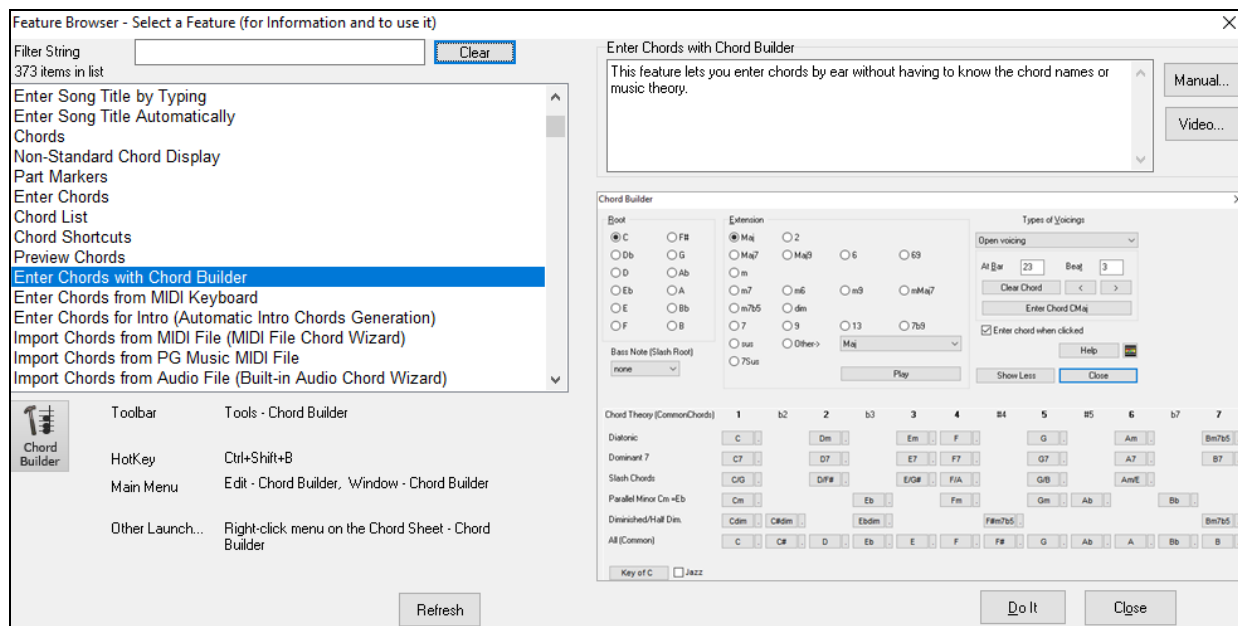 Feature Browser - Select a Feature (for Information and to use it)
Filter String
Clear
373 items in list
Enter Song Title by Typing
Enter Song Title Automatically
Chords
Non-Standard Chord Display
Part Markers
Enter Chords
Chord List
Chord Shortcuts
Preview Chords
Enter Chords with Chord Builder
Enter Chords from MIDI Keyboard
Enter Chords for Intro (Automatic Intro Chords Generation)
Import Chords from MIDI File (MIDI File Chord Wizard)
Import Chords from PG Music MIDI File
Import Chords from Audio File (Built-in Audio Chord Wizard)
Chord
Builder
Toolbar Tools - Chord Builder
HotKey Ctrl+Shift+B
Main Menu Edit - Chord Builder, Window - Chord Builder
Other Launch... Right-click menu on the Chord Sheet - Chord
Builder
Refresh
Enter Chords with Chord Builder
This feature lets you enter chords by ear without having to know the chord names or
music theory.
Manual...
Video...
Chord Builder
Root
C F#
Db G
D Ab
Eb A
E Bb
F B
Bass Note (Slash Root)
none
Extension
Maj 2
Maj7 Maj9 6 69
m
m7 m6 m9 mMaj7
m7b5 dim
7 9 13 7b9
sus Other-> Maj
7Sus
Play
Types of Voicings
Open voicing
At Bar 23 Beat 3
Clear Chord < >
Enter Chord CMaj
Enter chord when clicked
Help
Show Less Close
Chord Theory (CommonChords) 1 b2 2 b3 3 4 #4 5 #5 6 b7 7
Diatonic C Dm Em F G Am Bm7b5
Dominant 7 C7 D7 E7 F7 G7 A7 B7
Slash Chords C/G D/F# E/G# F/A G/B Am/E
Parallel Minor Cm =Eb Cm Eb Fm Gm Ab Bb
Diminished/Half Dim. Cdim C#dim Ebdim F#m7b5 Bm7b5
All (Common) C C# D Eb E F F# G Ab A Bb B
Key of C Jazz
Do It
Close